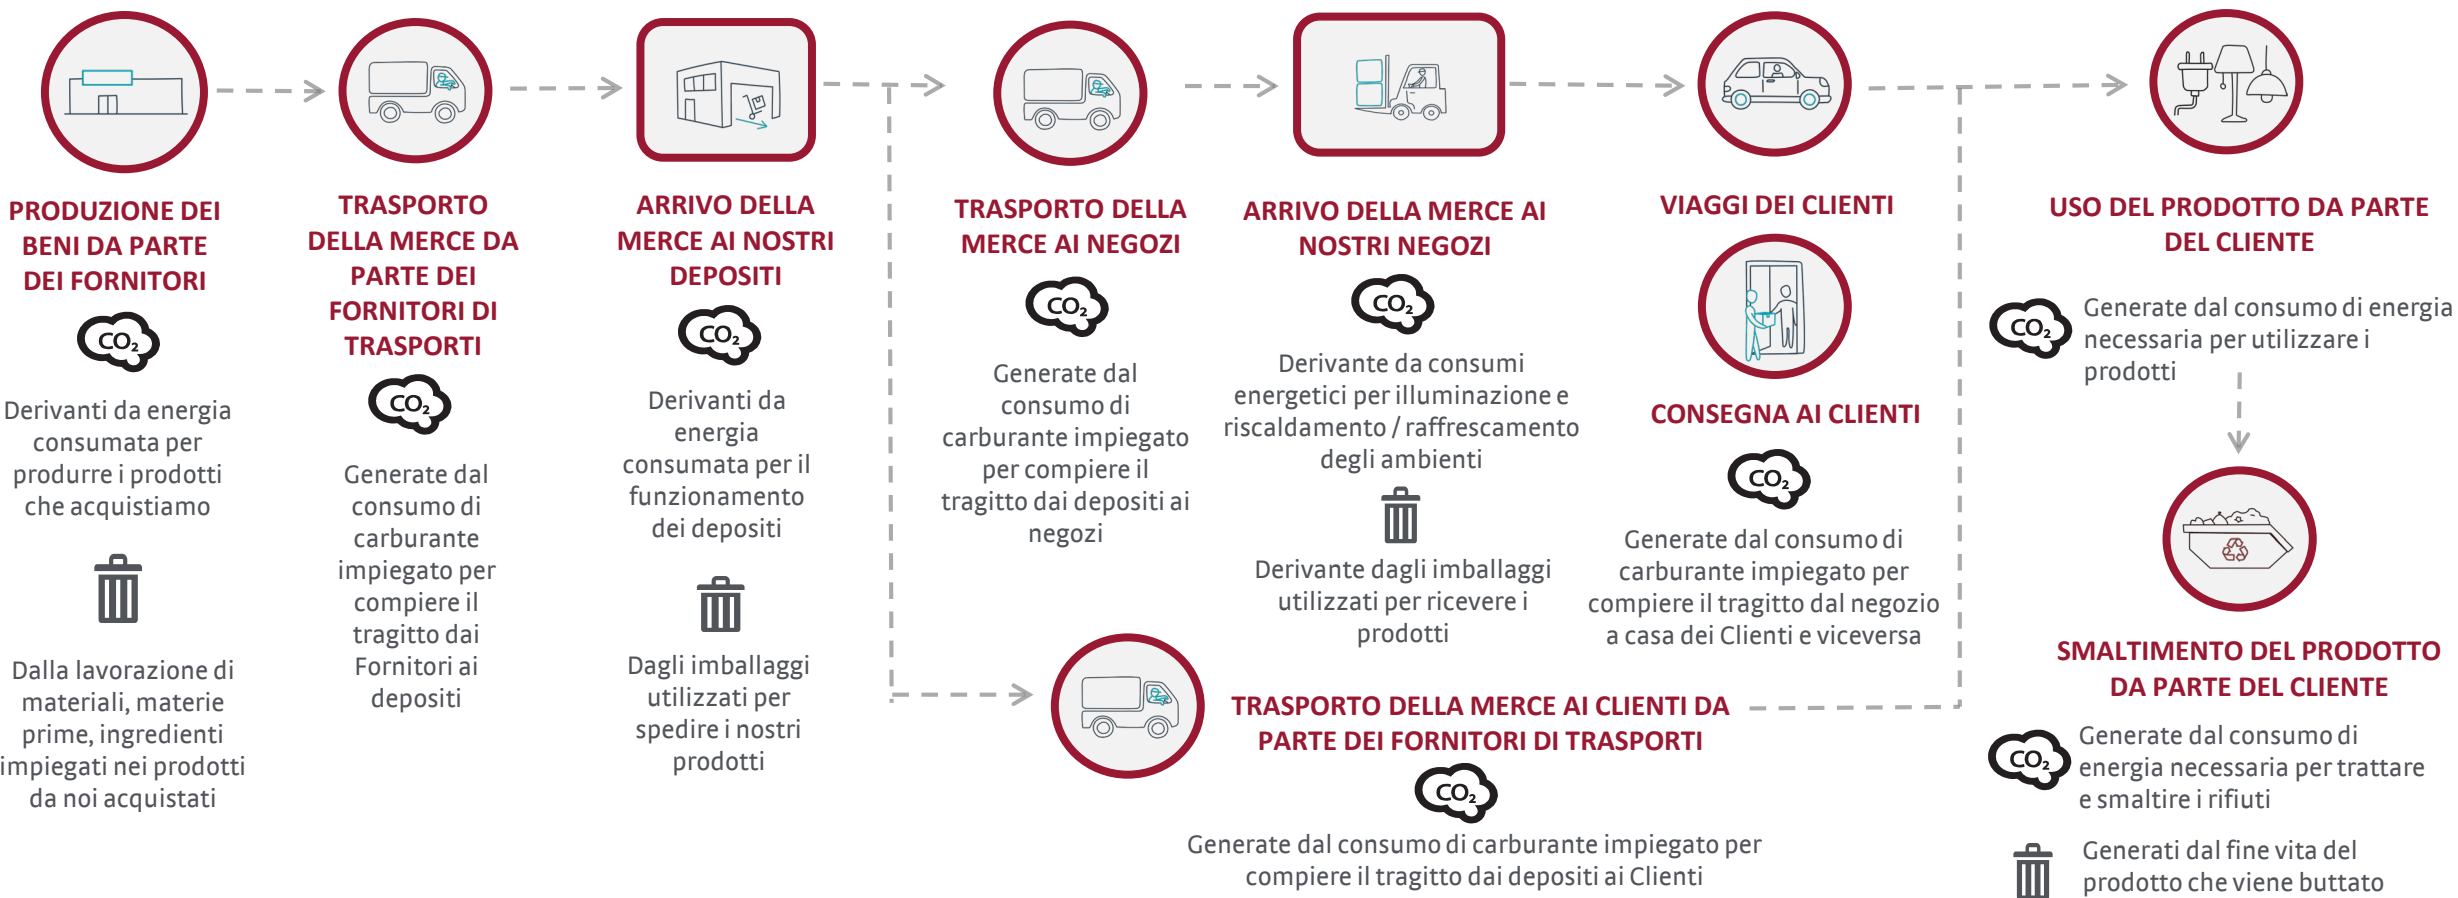 PRODUZIONE DEI
BENI DA PARTE
DEI FORNITORI
CO₂
Derivanti da energia
consumata per
produrre i prodotti
che acquistiamo
Dalla lavorazione di
materiali, materie
prime, ingredienti
impiegati nei prodotti
da noi acquistati
TRASPORTO
DELLA MERCE DA
PARTE DEI
FORNITORI DI
TRASPORTI
CO₂
Generate dal
consumo di
carburante
impiegato per
compiere il
tragitto dai
Fornitori ai
depositi
ARRIVO DELLA
MERCE AI NOSTRI
DEPOSITI
CO₂
Derivanti da
energia
consumata per il
funzionamento
dei depositi
Dagli imballaggi
utilizzati per
spedire i nostri
prodotti
TRASPORTO DELLA
MERCE AI NEGOZI
CO₂
Generate dal
consumo di
carburante impiegato
per compiere il
tragitto dai depositi ai
negozi
ARRIVO DELLA MERCE AI
NOSTRI NEGOZI
CO₂
Derivante da consumi
energetici per illuminazione e
riscaldamento / raffrescamento
degli ambienti
Derivante dagli imballaggi
utilizzati per ricevere i
prodotti
VIAGGI DEI CLIENTI
CONSEGNA AI CLIENTI
CO₂
Generate dal consumo di
carburante impiegato per
compiere il tragitto dal negozio
a casa dei Clienti e viceversa
TRASPORTO DELLA MERCE AI CLIENTI DA
PARTE DEI FORNITORI DI TRASPORTI
CO₂
Generate dal consumo di carburante impiegato per
compiere il tragitto dai depositi ai Clienti
USO DEL PRODOTTO DA PARTE
DEL CLIENTE
CO₂
Generate dal consumo di energia
necessaria per utilizzare i
prodotti
SMALTIMENTO DEL PRODOTTO
DA PARTE DEL CLIENTE
CO₂
Generate dal consumo di
energia necessaria per trattare
e smaltire i rifiuti
Generati dal fine vita del
prodotto che viene buttato